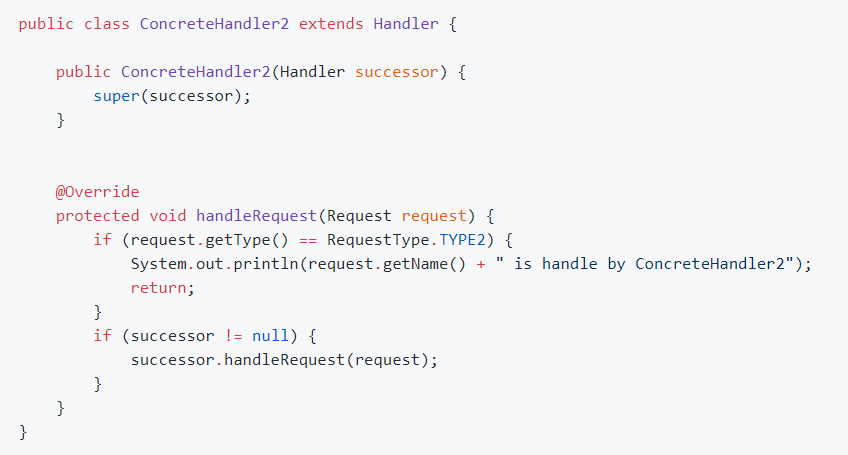 public class ConcreteHandler2 extends Handler {
    public ConcreteHandler2(Handler successor) {
        super(successor);
    }
    @Override
    protected void handleRequest(Request request) {
        if (request.getType() == RequestType.TYPE2) {
            System.out.println(request.getName() + " is handle by ConcreteHandler2");
            return;
        }
        if (successor != null) {
            successor.handleRequest(request);
        }
    }
}